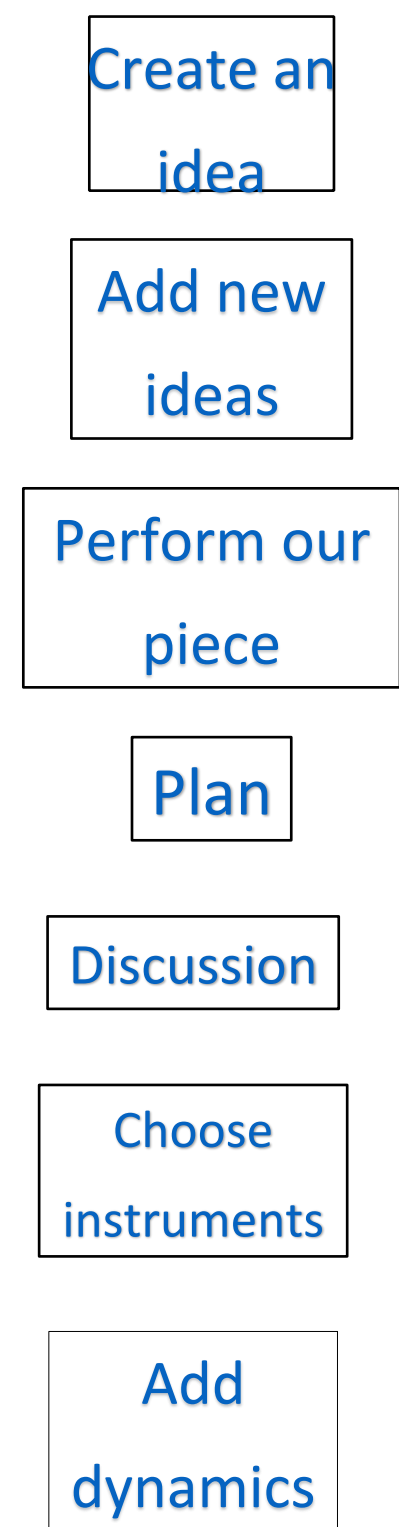 Create an
idea
Add new
ideas
Perform our
piece
Plan
Discussion
Choose
instruments
Add
dynamics